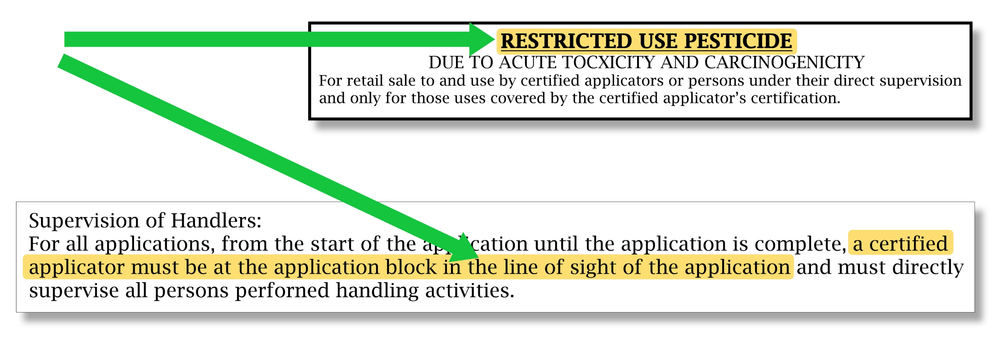 RESTRICTED USE PESTICIDE
DUE TO ACUTE TOCXICITY AND CARCINOGENICITY
For retail sale to and use by certified applicators or persons under their direct supervision
and only for those uses covered by the certified applicator’s certification.
Supervision of Handlers:
For all applications, from the start of the application until the application is complete, a certified
applicator must be at the application block in the line of sight of the application and must directly
supervise all persons perforned handling activities.